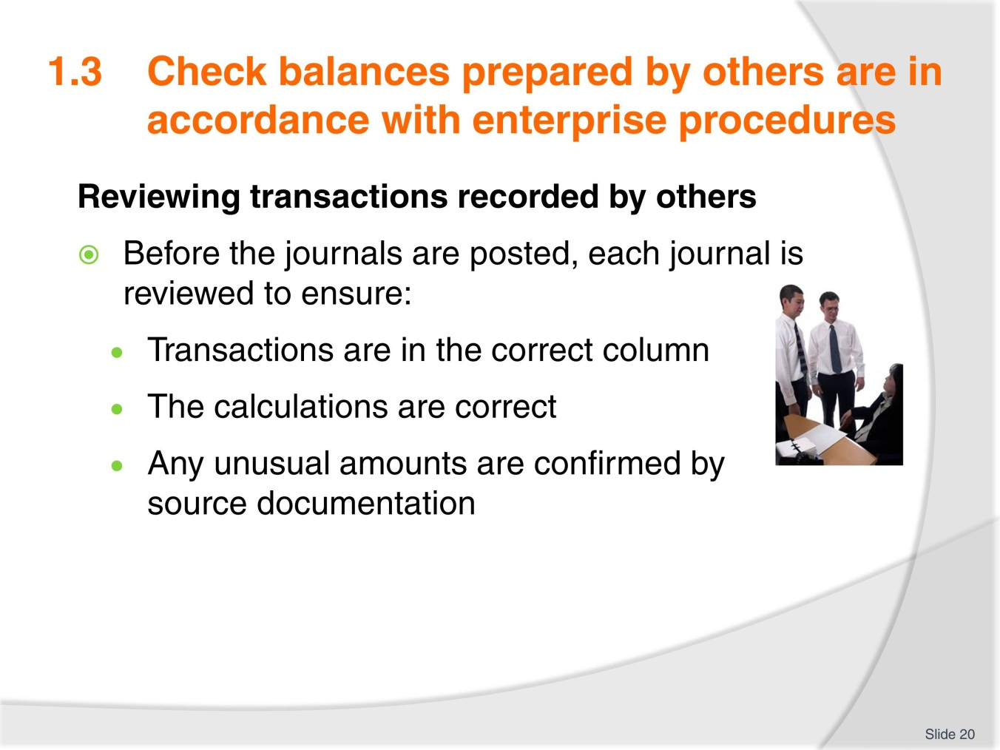 1.3 Check balances prepared by others are in
accordance with enterprise procedures
Reviewing transactions recorded by others
Before the journals are posted, each journal is
reviewed to ensure:
Transactions are in the correct column
The calculations are correct
Any unusual amounts are confirmed by
source documentation
Slide 20